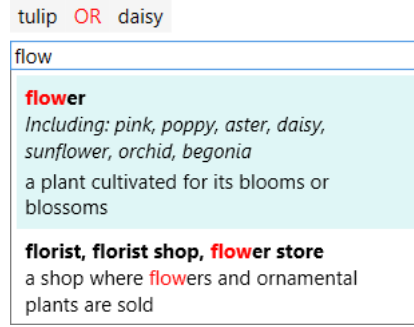 tulip OR daisy
flow
flower
Including: pink, poppy, aster, daisy,
sunflower, orchid, begonia
a plant cultivated for its blooms or
blossoms
florist, florist shop, flower store
a shop where flowers and ornamental
plants are sold